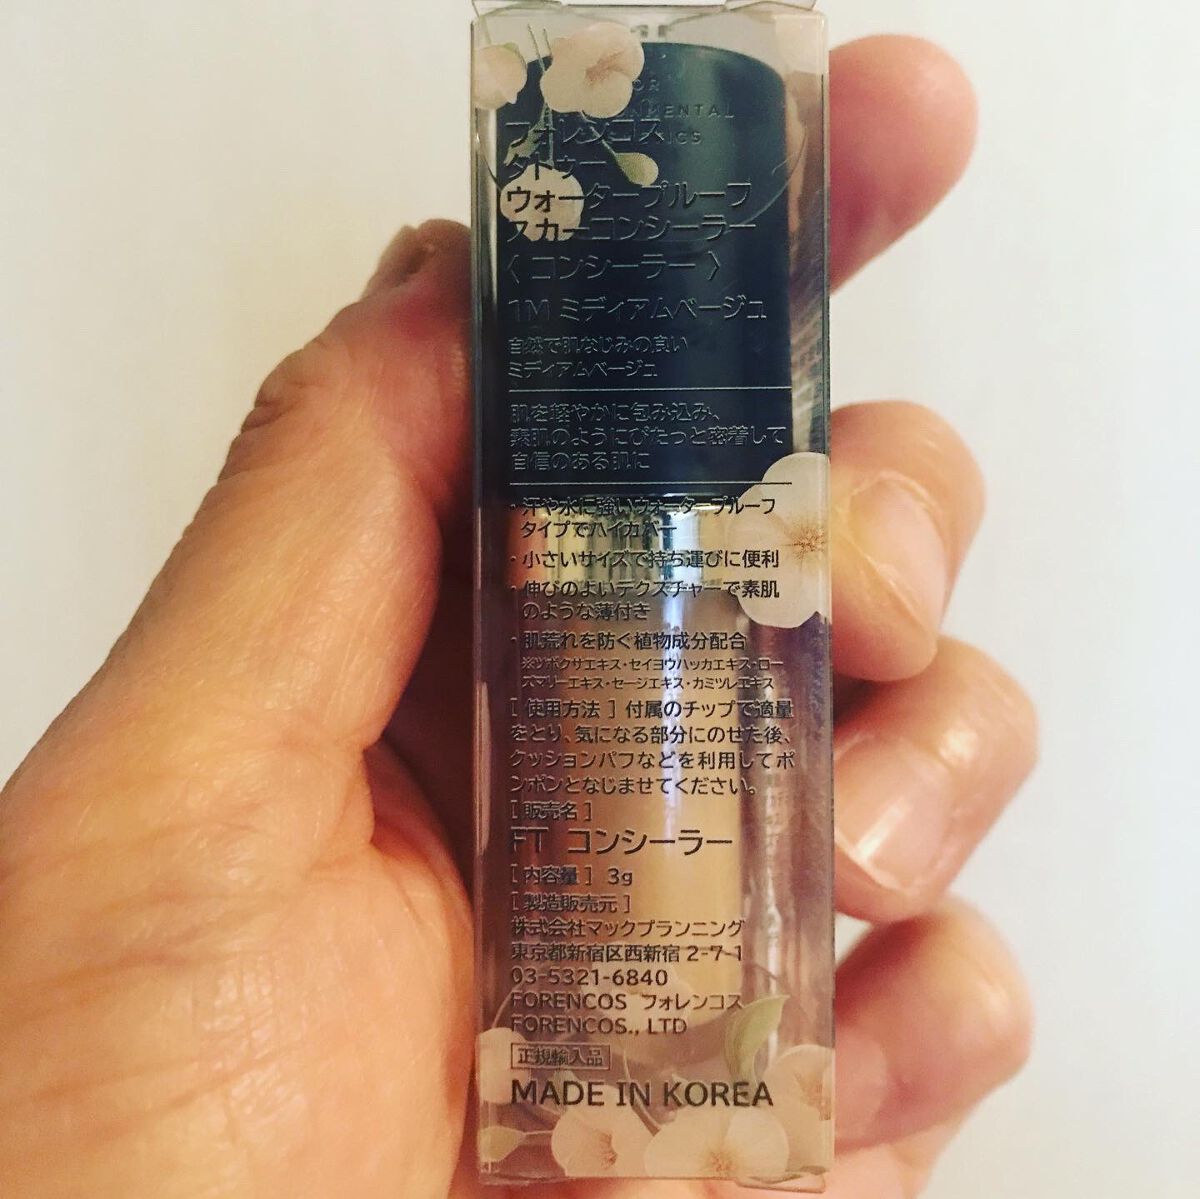 OR
NMENTAL
ICS
フォレンコス
タトゥー
ウォータープルーフ
スカーコンシーラー
〈 コンシーラー 〉
1M ミディアムベージュ
自然で肌なじみの良い
ミディアムベージュ
肌を軽やかに包み込み、
素肌のようにぴたっと密着して
自信のある肌に
・汗や水に強いウォータープルーフ
タイプでハイカバー
・小さいサイズで持ち運びに便利
・伸びのよいテクスチャーで素肌
のような薄付き
・肌荒れを防ぐ植物成分配合
※ツボクサエキス・セイヨウハッカエキス・ロー
ズマリーエキス・セージエキス・カミツレエキス
[ 使用方法 ] 付属のチップで適量
をとり、気になる部分にのせた後、
クッションパフなどを利用してポ
ンポンとなじませてください。
[ 販売名 ]
FT コンシーラー
[ 内容量 ] 3g
[ 製造販売元 ]
株式会社マックプランニング
東京都新宿区西新宿 2-7-1
03-5321-6840
FORENCOS フォレンコス
FORENCOS., LTD
正規輸入品
MADE IN KOREA